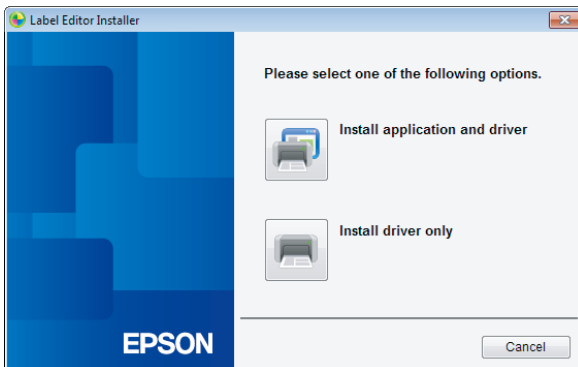 Label Editor Installer
Please select one of the following options.
Install application and driver
Install driver only
EPSON
Cancel